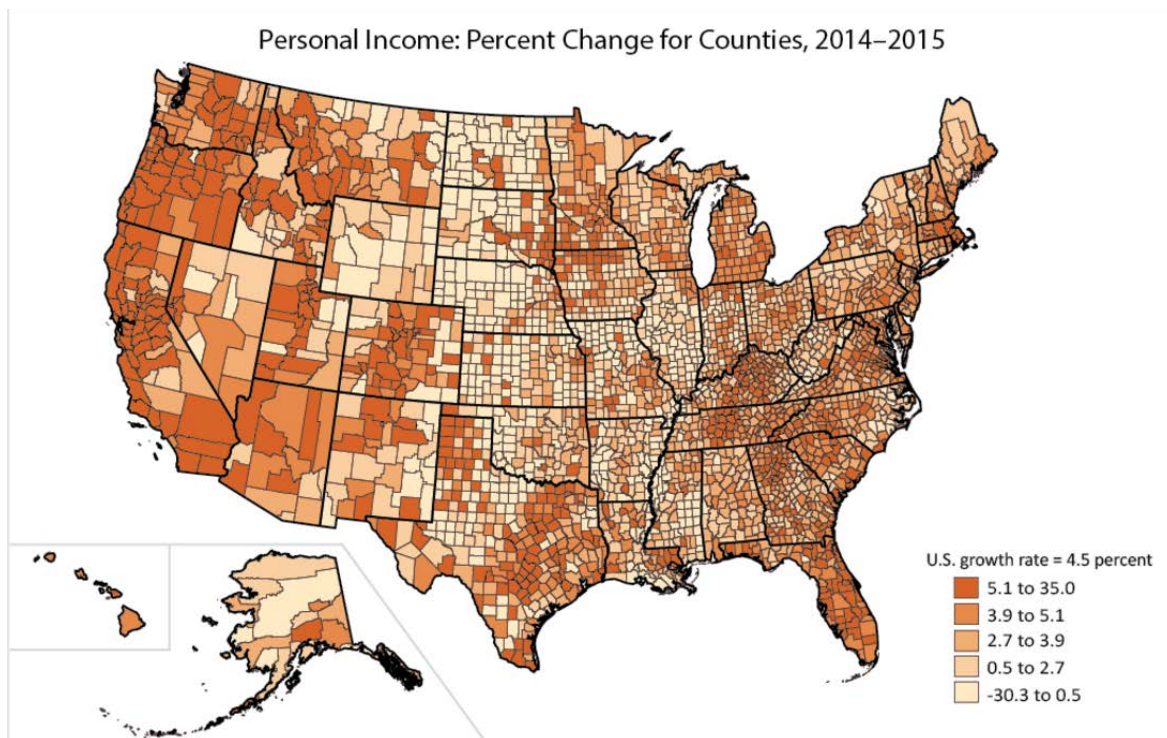 Personal Income: Percent Change for Counties, 2014–2015
U.S. growth rate = 4.5 percent
5.1 to 35.0
3.9 to 5.1
2.7 to 3.9
0.5 to 2.7
-30.3 to 0.5